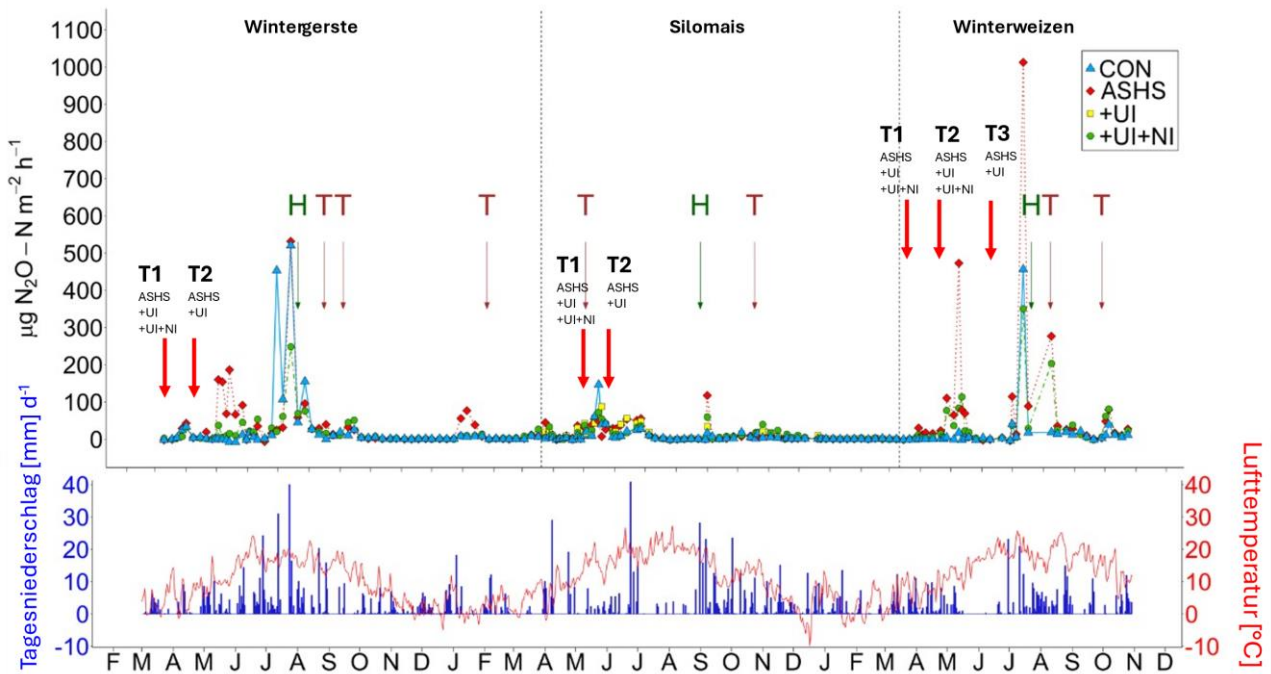 Wintergerste
Silomais
Winterweizen
1100
1000
900
800
700
600
500
400
300
200
100
0
µg N₂O – N m⁻² h⁻¹
CON
ASHS
+UI
+UI+NI
T1
ASHS
+UI
+UI+NI
T2
ASHS
+UI
H
T
T
T
T1
ASHS
+UI
+UI+NI
T
T2
ASHS
+UI
H
T
T1
ASHS
+UI
+UI+NI
T2
ASHS
+UI
+UI+NI
T3
ASHS
+UI
H
T
T
Tagesniederschlag [mm] d⁻¹
40
30
20
10
0
-10
40
30
20
10
0
-10
Lufttemperatur [°C]
F M A M J J A S O N D J F M A M J J A S O N D J F M A M J J A S O N D